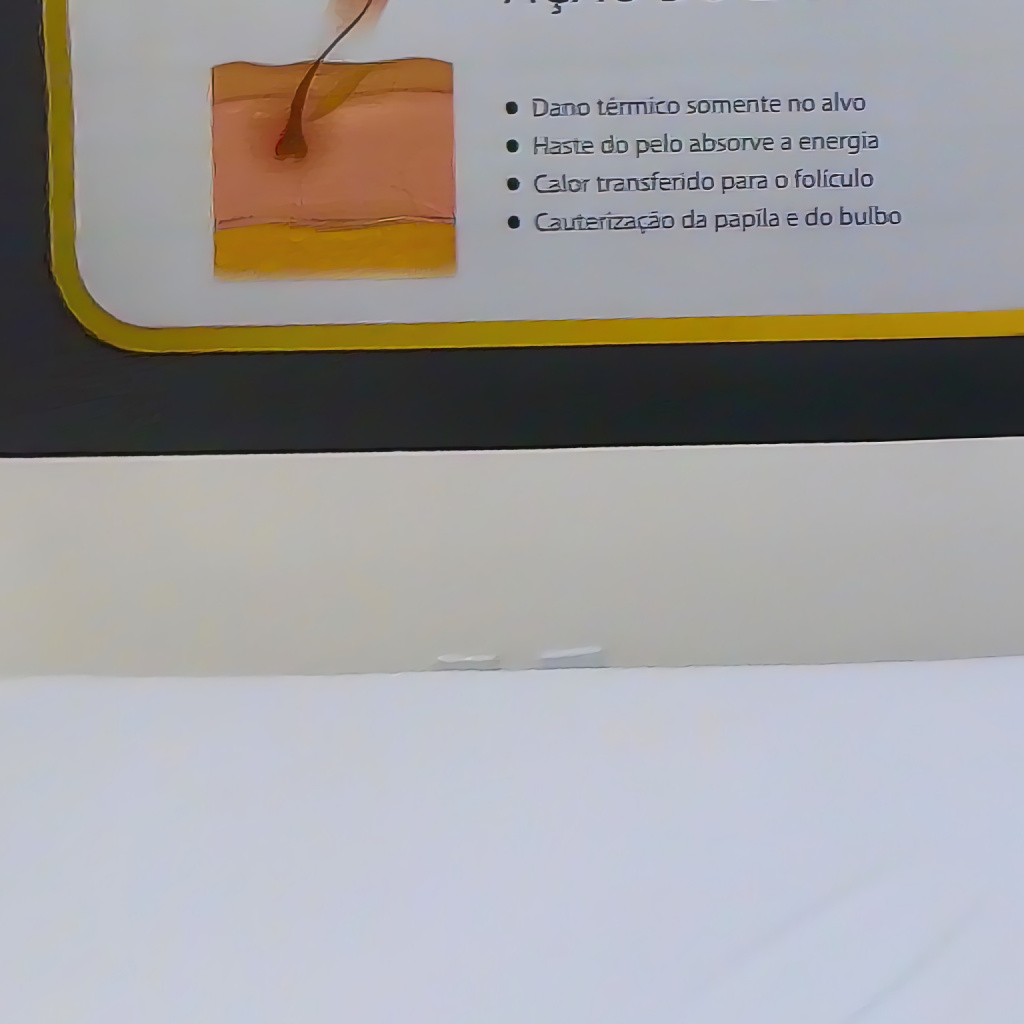 Dano térmico somente no alvo
Haste do pelo absorve a energia
Calor transferido para o folículo
Cauterização da papila e do bulbo